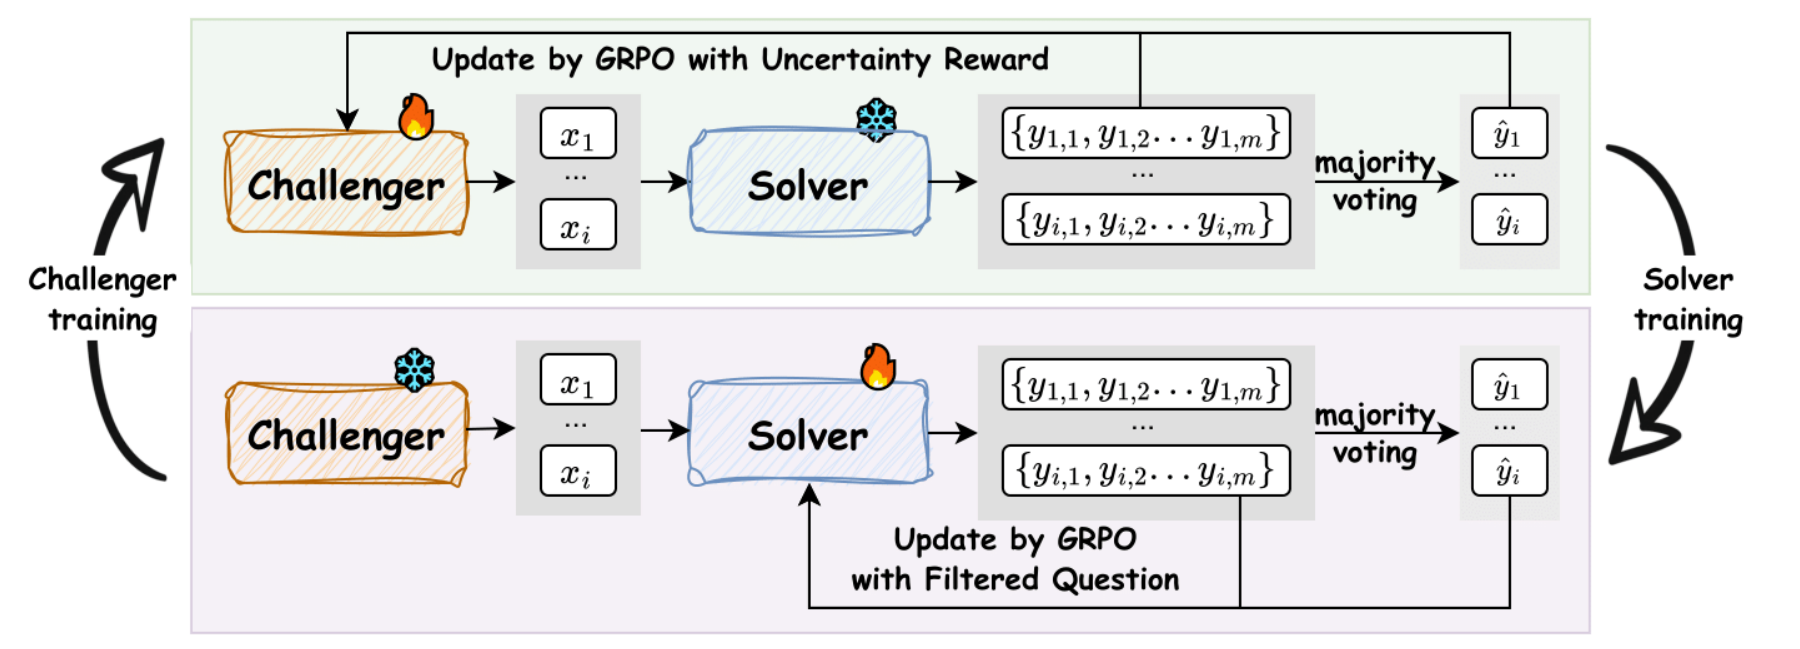 Update by GRPO with Uncertainty Reward
Challenger
x₁
...
xᵢ
Solver
{y₁,₁, y₁,₂... y₁,ₘ}
...
{yᵢ,₁, yᵢ,₂... yᵢ,ₘ}
majority
voting
ŷ₁
...
ŷᵢ
Challenger
training
Solver
training
Challenger
x₁
...
xᵢ
Solver
{y₁,₁, y₁,₂... y₁,ₘ}
...
{yᵢ,₁, yᵢ,₂... yᵢ,ₘ}
majority
voting
ŷ₁
...
ŷᵢ
Update by GRPO
with Filtered Question